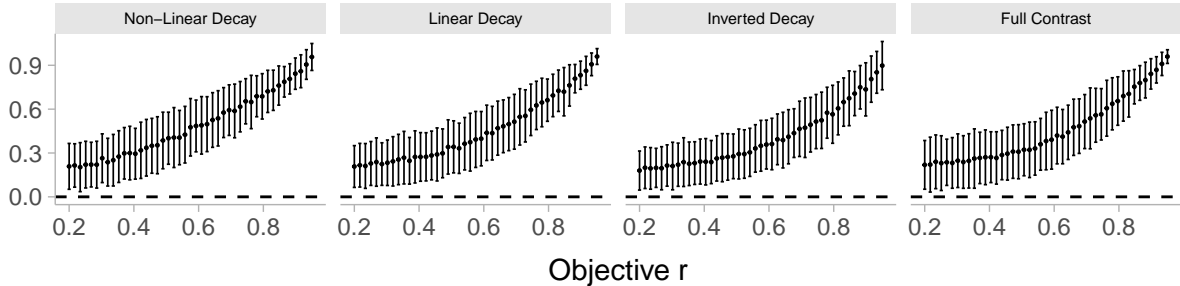 Non−Linear Decay
Linear Decay
Inverted Decay
Full Contrast
0.9
0.6
0.3
0.0
0.2 0.4 0.6 0.8
0.2 0.4 0.6 0.8
0.2 0.4 0.6 0.8
0.2 0.4 0.6 0.8
Objective r